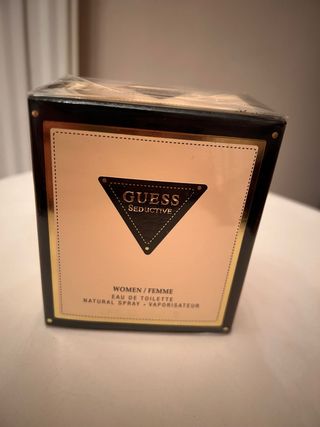 GUESS
SEDUCTIVE
WOMEN / FEMME
EAU DE TOILETTE
NATURAL SPRAY - VAPORISATEUR